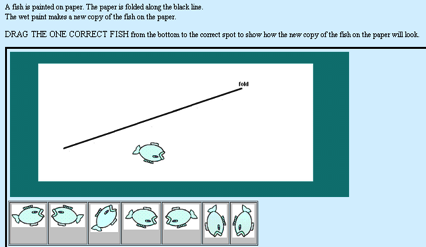 A fish is painted on paper. The paper is folded along the black line.
The wet paint makes a new copy of the fish on the paper.
DRAG THE ONE CORRECT FISH from the bottom to the correct spot to show how the new copy of the fish on the paper will look.
fold